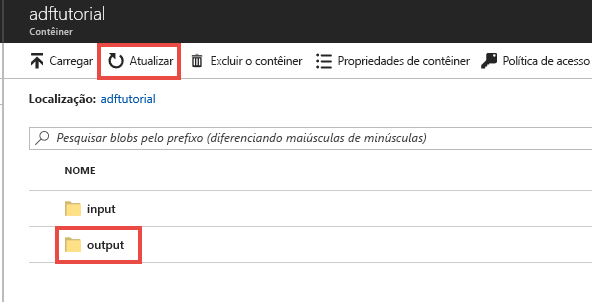 adftutorial
Contêiner
Carregar Atualizar Excluir o contêiner Propriedades de contêiner Política de acesso
Localização: adftutorial
Pesquisar blobs pelo prefixo (diferenciando maiúsculas de minúsculas)
NOME
input
output